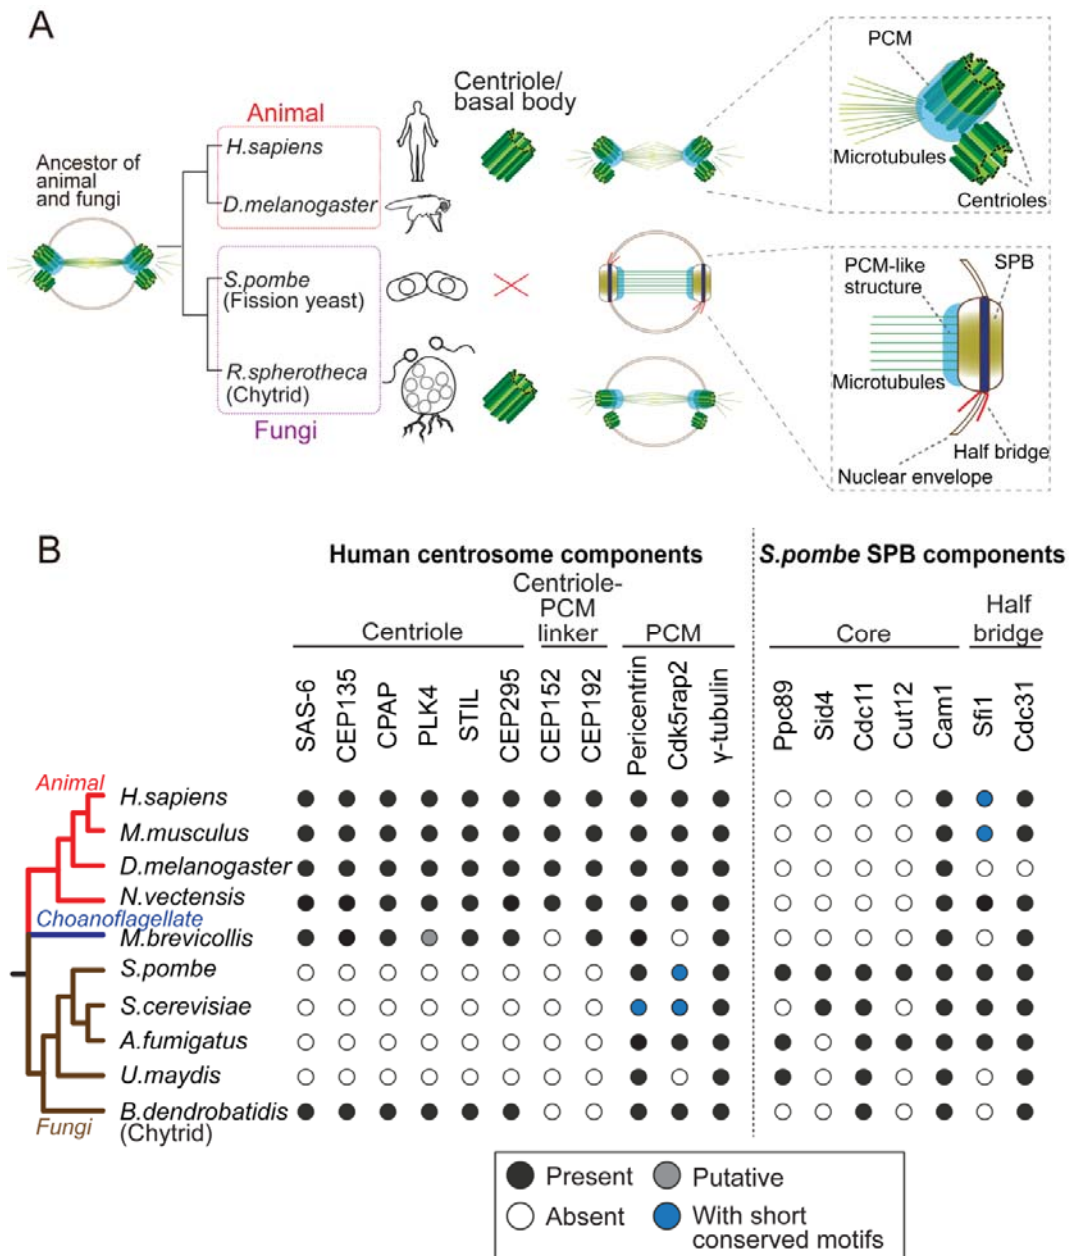 A
Ancestor of
animal
and fungi
Animal
H.sapiens
D.melanogaster
S.pombe
(Fission yeast)
R.spherotheca
(Chytrid)
Fungi
Centriole/
basal body
PCM
Microtubules
Centrioles
PCM-like
structure
SPB
Microtubules
Half bridge
Nuclear envelope
B
Human centrosome components
S.pombe SPB components
Centriole
Centriole-
PCM
linker
PCM
Core
Half
bridge
SAS-6
CEP135
CPAP
PLK4
STIL
CEP295
CEP152
CEP192
Pericentrin
Cdk5rap2
γ-tubulin
Ppc89
Sid4
Cdc11
Cut12
Cam1
Sfi1
Cdc31
Animal
H.sapiens
M.musculus
D.melanogaster
N.vectensis
Choanoflagellate
M.brevicollis
S.pombe
S.cerevisiae
A.fumigatus
U.maydis
B.dendrobatidis
(Chytrid)
Fungi
Present
Putative
Absent
With short
conserved motifs